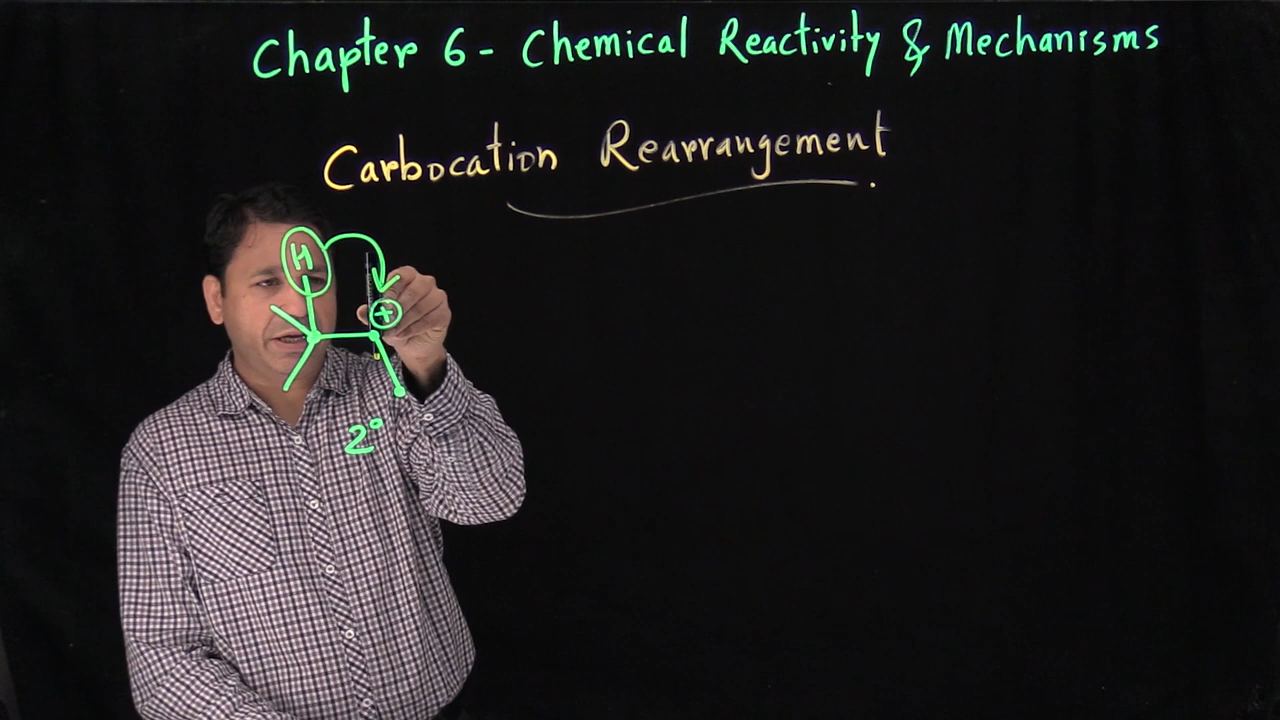 Chapter 6 - Chemical Reactivity & Mechanisms
Carbocation Rearrangement
H
+
2°